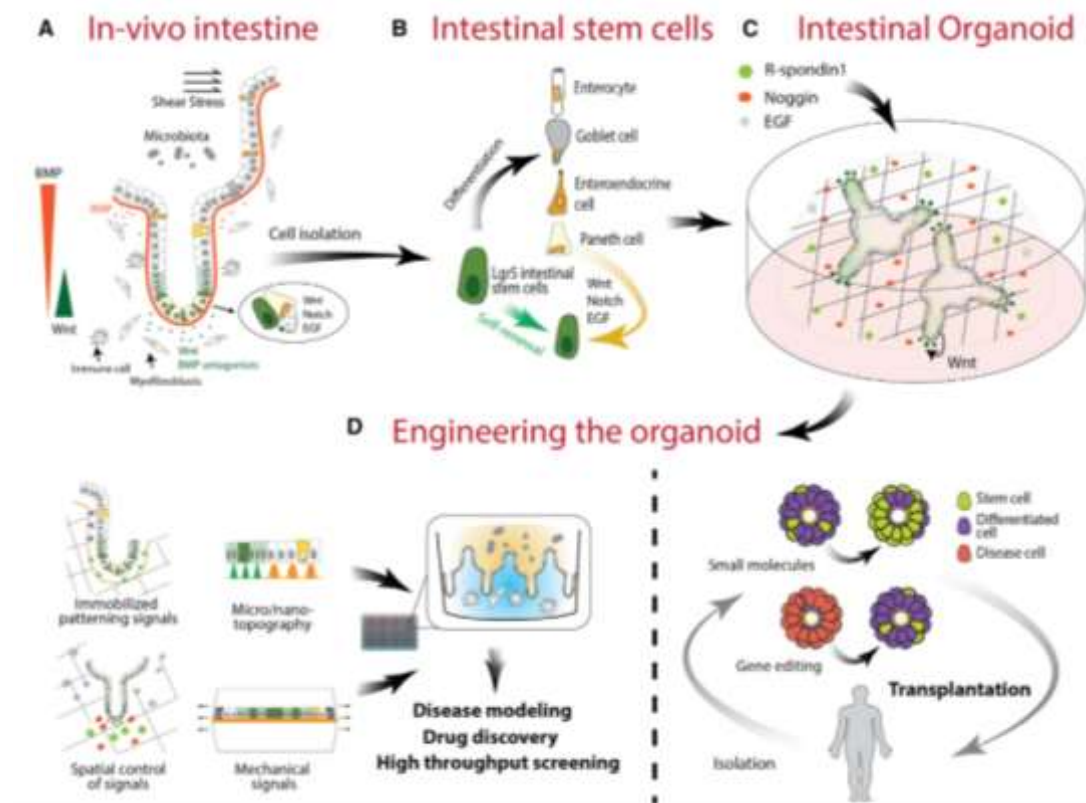 A In-vivo intestine
Shear Stress
Microbiota
BMP
BMP
Wnt
Wnt
Notch
EGF
Wnt
BMP antagonists
Immune cell
Myofibroblasts
Cell isolation
B Intestinal stem cells
Enterocyte
Goblet cell
Enteroendocrine
cell
Paneth cell
Differentiation
Lgr5 intestinal
stem cells
Self-renewal
Wnt
Notch
EGF
C Intestinal Organoid
R-spondin1
Noggin
EGF
Wnt
D Engineering the organoid
Immobilized
patterning signals
Micro/nano-
topography
Spatial control
of signals
Mechanical
signals
Disease modeling
Drug discovery
High throughput screening
Stem cell
Differentiated
cell
Disease cell
Small molecules
Gene editing
Transplantation
Isolation